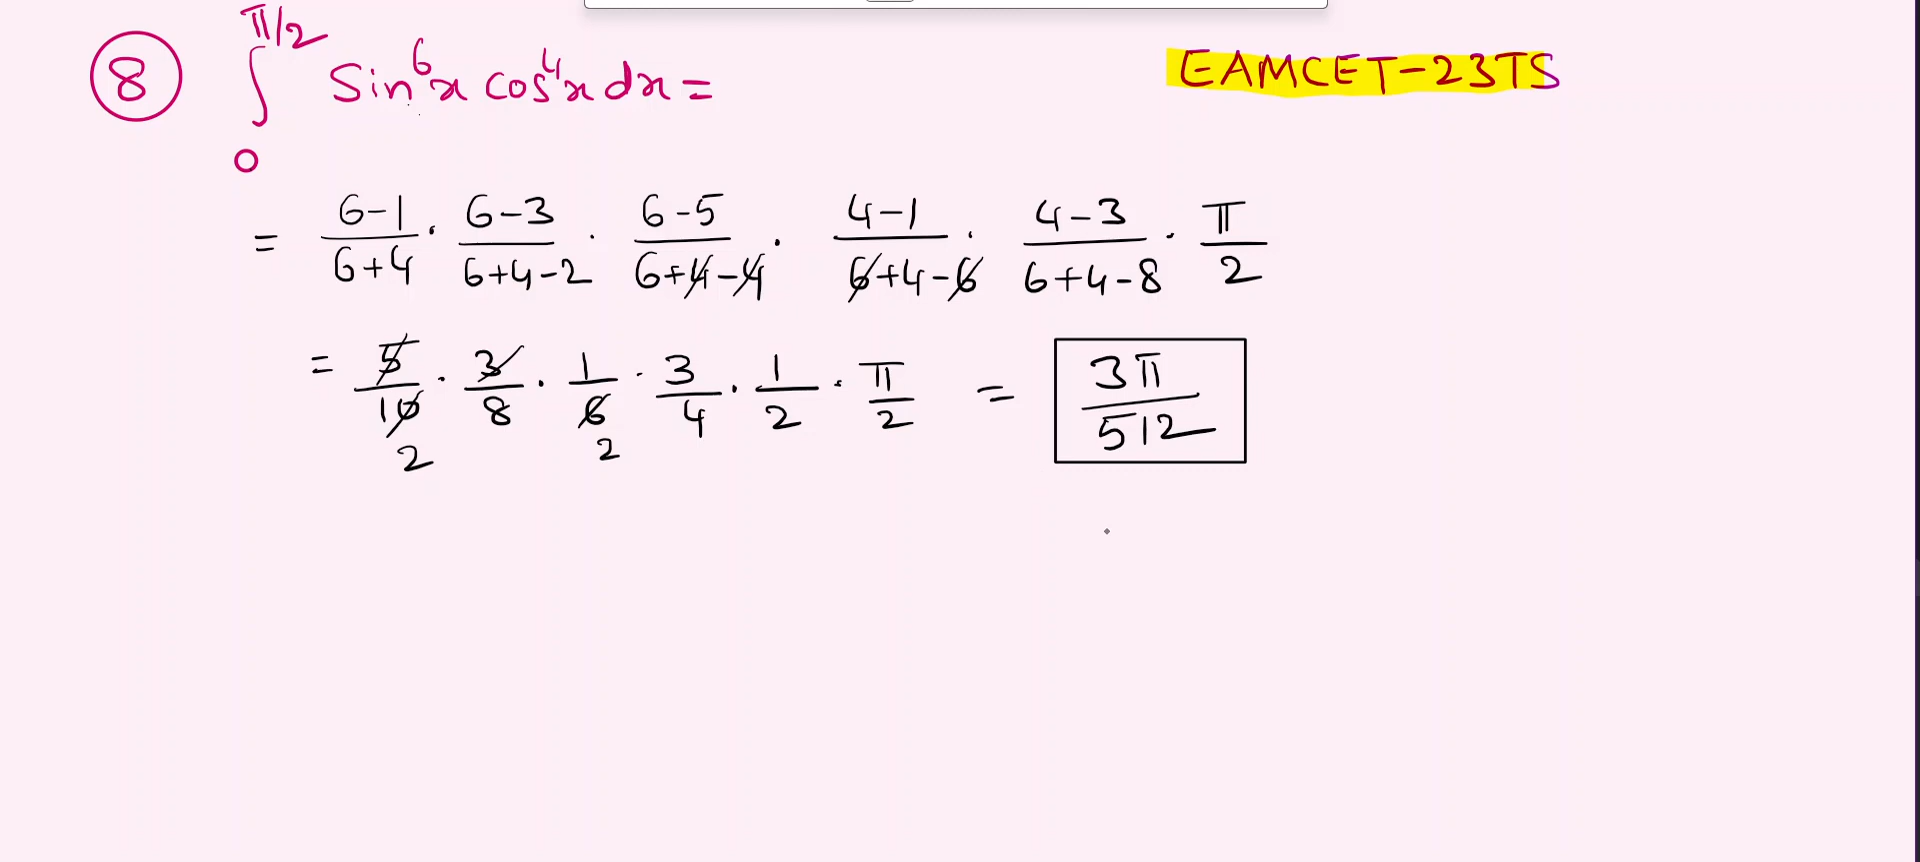 ⑧ ∫₀^{π/2} Sin⁶x cos⁴x dx =
EAMCET-23TS
= (6-1)/(6+4) · (6-3)/(6+4-2) · (6-5)/(6+4-4) · (4-1)/(6+4-6) · (4-3)/(6+4-8) · π/2
= 5/10 · 3/8 · 1/6 · 3/4 · 1/2 · π/2 = 3π/512
2 2